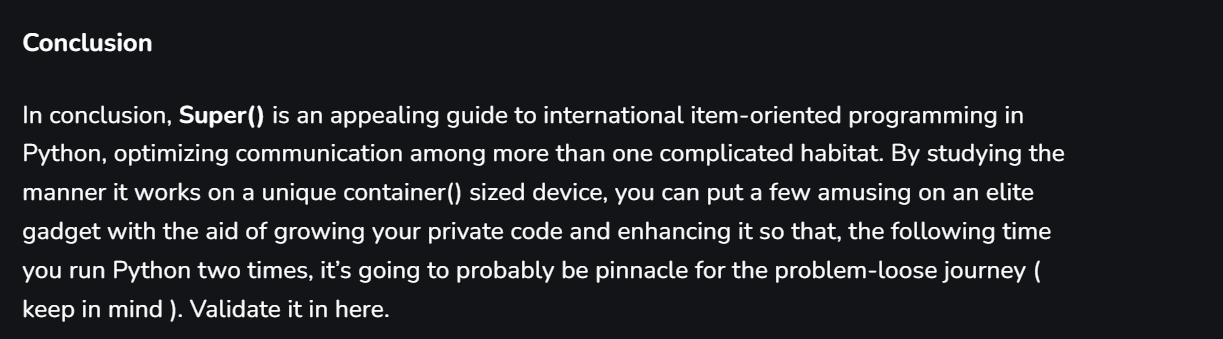 Conclusion
In conclusion, Super() is an appealing guide to international item-oriented programming in
Python, optimizing communication among more than one complicated habitat. By studying the
manner it works on a unique container() sized device, you can put a few amusing on an elite
gadget with the aid of growing your private code and enhancing it so that, the following time
you run Python two times, it’s going to probably be pinnacle for the problem-loose journey (
keep in mind ). Validate it in here.